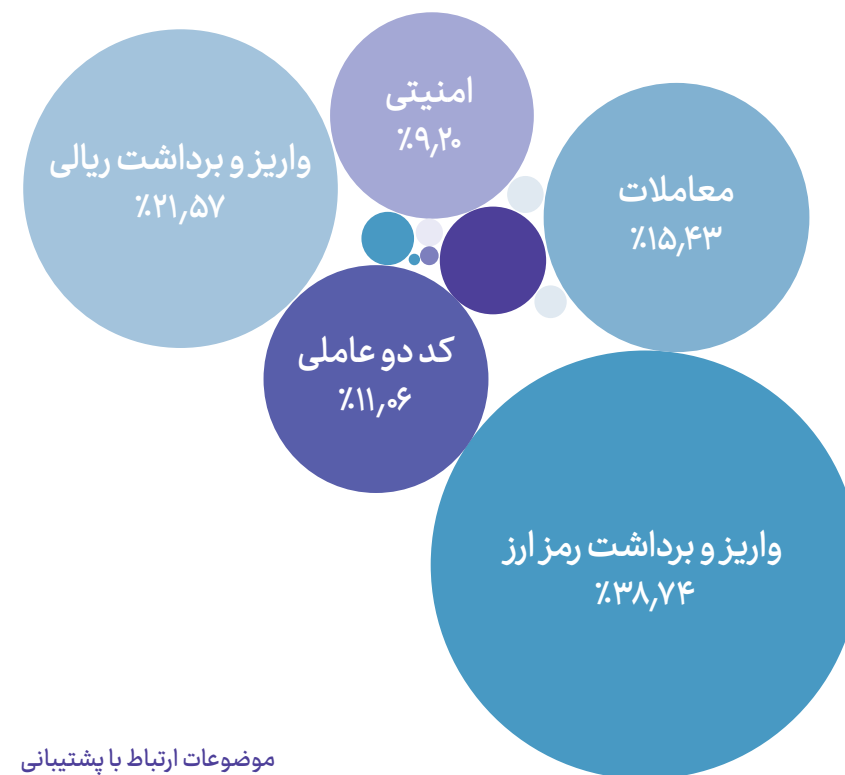 امنیتی
٪۹٫۲۰
معاملات
٪۱۵٫۴۳
واریز و برداشت ریالی
٪۲۱٫۵۷
کد دو عاملی
٪۱۱٫۰۶
واریز و برداشت رمز ارز
٪۳۸٫۷۴
موضوعات ارتباط با پشتیبانی